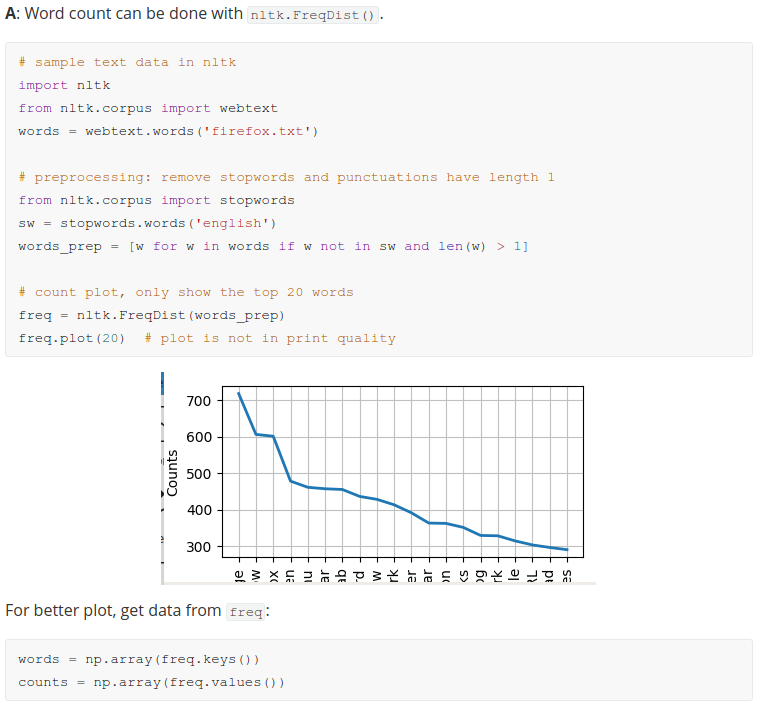 A: Word count can be done with nltk.FreqDist().
# sample text data in nltk
import nltk
from nltk.corpus import webtext
words = webtext.words('firefox.txt')
# preprocessing: remove stopwords and punctuations have length 1
from nltk.corpus import stopwords
sw = stopwords.words('english')
words_prep = [w for w in words if w not in sw and len(w) > 1]
# count plot, only show the top 20 words
freq = nltk.FreqDist(words_prep)
freq.plot(20)  # plot is not in print quality
700
600
500
400
300
Counts
ge
w
ox
en
nu
ar
ab
rd
w
rk
er
ar
on
ks
og
rk
le
RL
ad
es
For better plot, get data from freq:
words = np.array(freq.keys())
counts = np.array(freq.values())